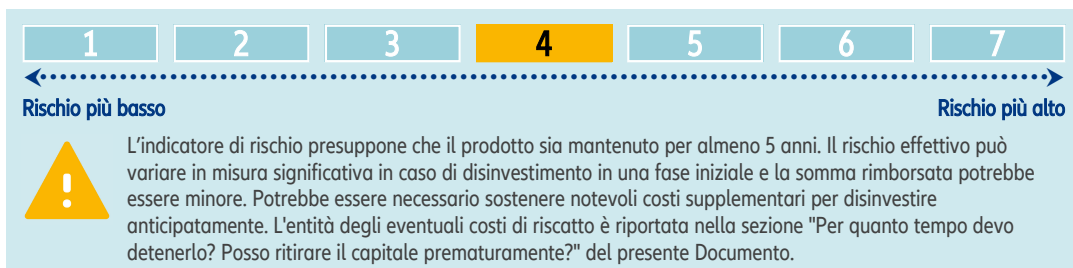 1 2 3 4 5 6 7
Rischio più basso Rischio più alto
L'indicatore di rischio presuppone che il prodotto sia mantenuto per almeno 5 anni. Il rischio effettivo può
variare in misura significativa in caso di disinvestimento in una fase iniziale e la somma rimborsata potrebbe
essere minore. Potrebbe essere necessario sostenere notevoli costi supplementari per disinvestire
anticipatamente. L'entità degli eventuali costi di riscatto è riportata nella sezione "Per quanto tempo devo
detenerlo? Posso ritirare il capitale prematuramente?" del presente Documento.